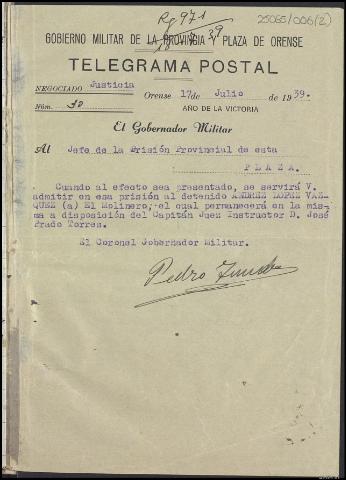 Rg 971
25065/006(2)
GOBIERNO MILITAR DE LA PROVINCIA Y PLAZA DE ORENSE
TELEGRAMA POSTAL
NEGOCIADO Justicia
Orense 17 de Julio de 1939.
Núm. 30
AÑO DE LA VICTORIA
El Gobernador Militar
Al Jefe de la Prisión Provincial de esta
P L A Z A.
Cuando al efecto sea presentado, se servirá V.
admitir en esa prisión al detenido ANDRES LOPEZ VAZ-
QUEZ (a) El Molinero, el cual permanecerá en la mis-
ma a disposición del Capitán Juez Instructor D. José
Prado Torres.
El Coronel Gobernador Militar.
Pedro